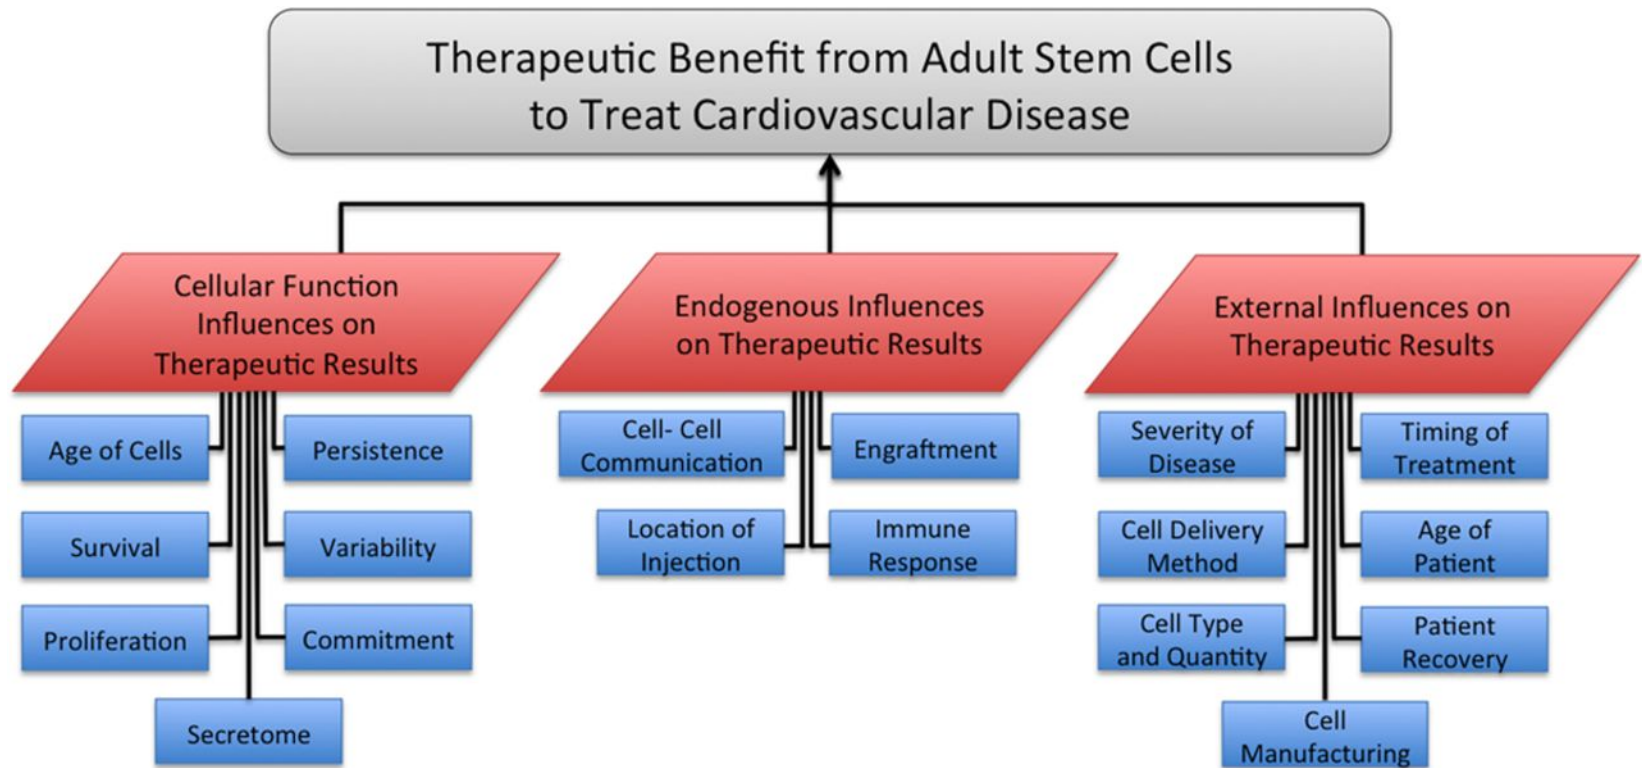 Therapeutic Benefit from Adult Stem Cells
to Treat Cardiovascular Disease
Cellular Function
Influences on
Therapeutic Results
Endogenous Influences
on Therapeutic Results
External Influences on
Therapeutic Results
Age of Cells
Persistence
Survival
Variability
Proliferation
Commitment
Secretome
Cell- Cell
Communication
Engraftment
Location of
Injection
Immune
Response
Severity of
Disease
Timing of
Treatment
Cell Delivery
Method
Age of
Patient
Cell Type
and Quantity
Patient
Recovery
Cell
Manufacturing